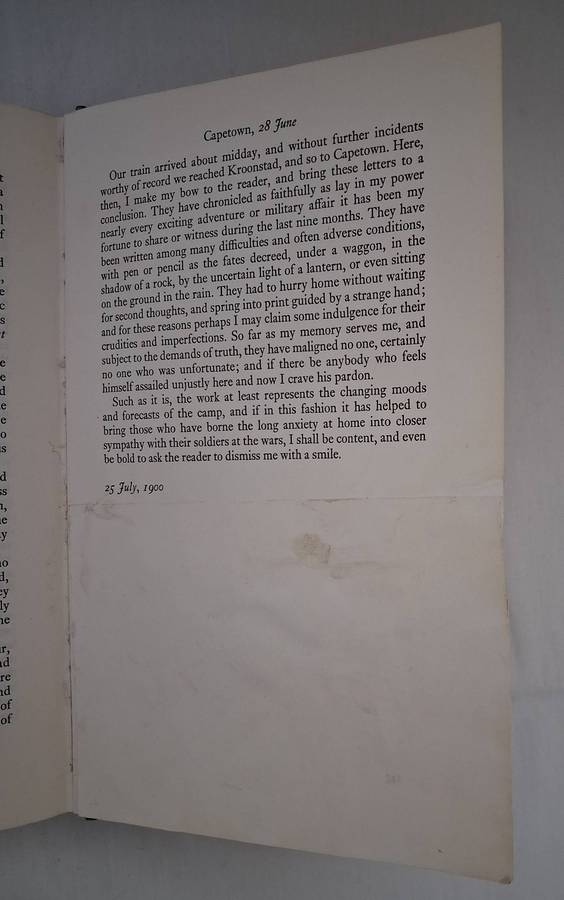 Capetown, 28 June
Our train arrived about midday, and without further incidents
worthy of record we reached Kroonstad, and so to Capetown. Here,
then, I make my bow to the reader, and bring these letters to a
conclusion. They have chronicled as faithfully as lay in my power
nearly every exciting adventure or military affair it has been my
fortune to share or witness during the last nine months. They have
been written among many difficulties and often adverse conditions,
with pen or pencil as the fates decreed, under a waggon, in the
shadow of a rock, by the uncertain light of a lantern, or even sitting
on the ground in the rain. They had to hurry home without waiting
for second thoughts, and spring into print guided by a strange hand;
and for these reasons perhaps I may claim some indulgence for their
crudities and imperfections. So far as my memory serves me, and
subject to the demands of truth, they have maligned no one, certainly
no one who was unfortunate; and if there be anybody who feels
himself assailed unjustly here and now I crave his pardon.
Such as it is, the work at least represents the changing moods
and forecasts of the camp, and if in this fashion it has helped to
bring those who have borne the long anxiety at home into closer
sympathy with their soldiers at the wars, I shall be content, and even
be bold to ask the reader to dismiss me with a smile.
25 July, 1900